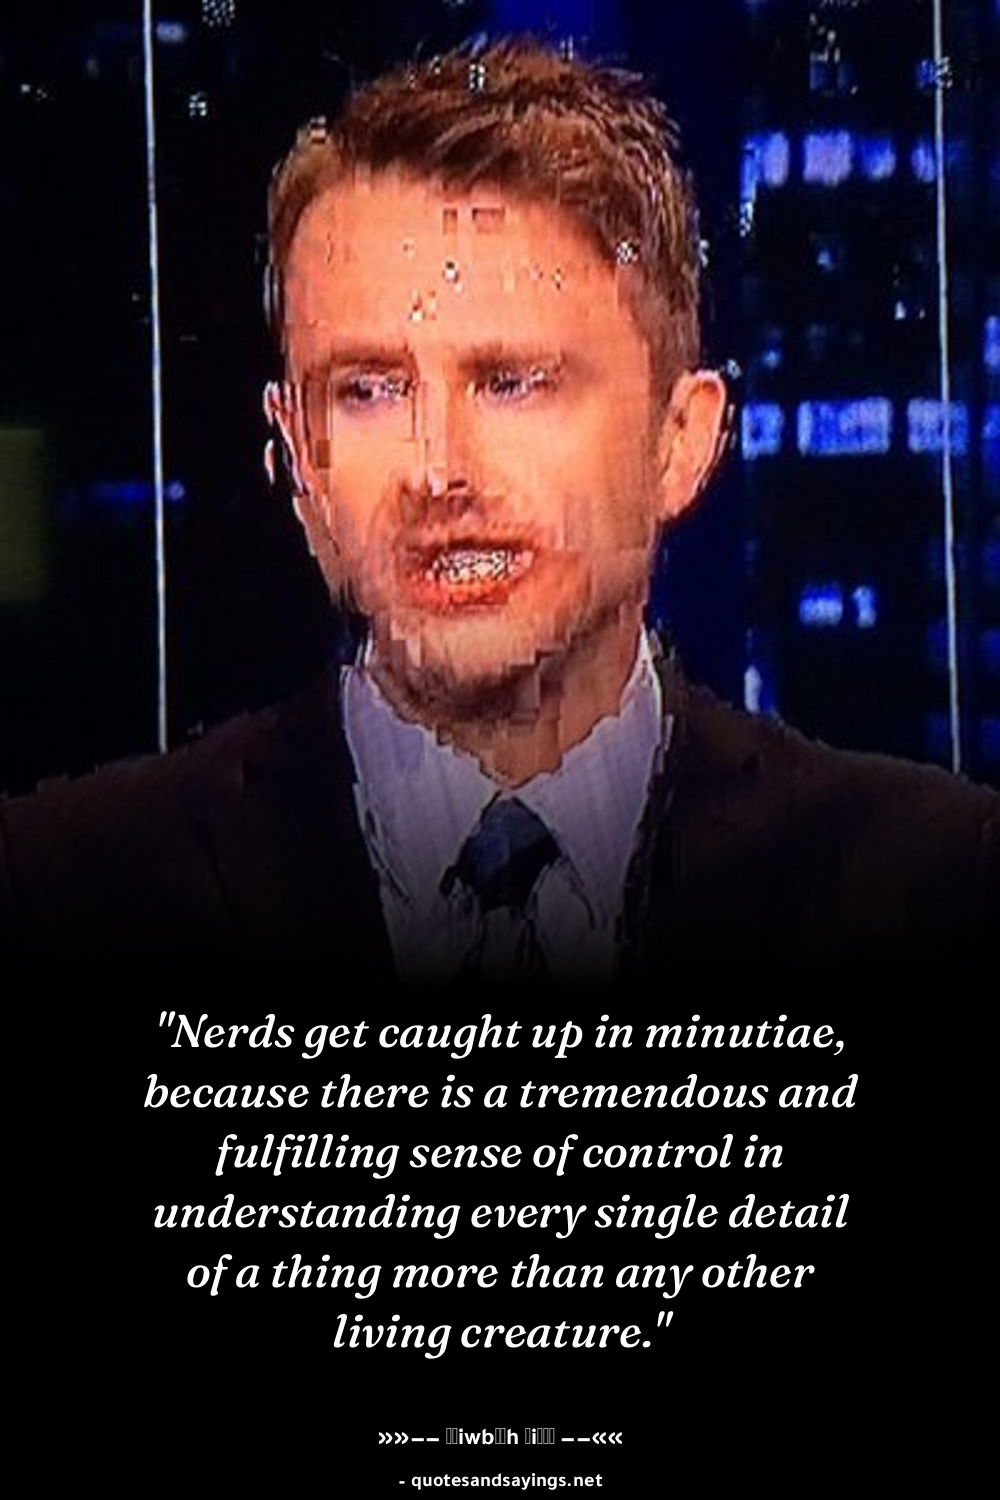 "Nerds get caught up in minutiae,
because there is a tremendous and
fulfilling sense of control in
understanding every single detail
of a thing more than any other
living creature."
»»−− −−««
- quotesandsayings.net